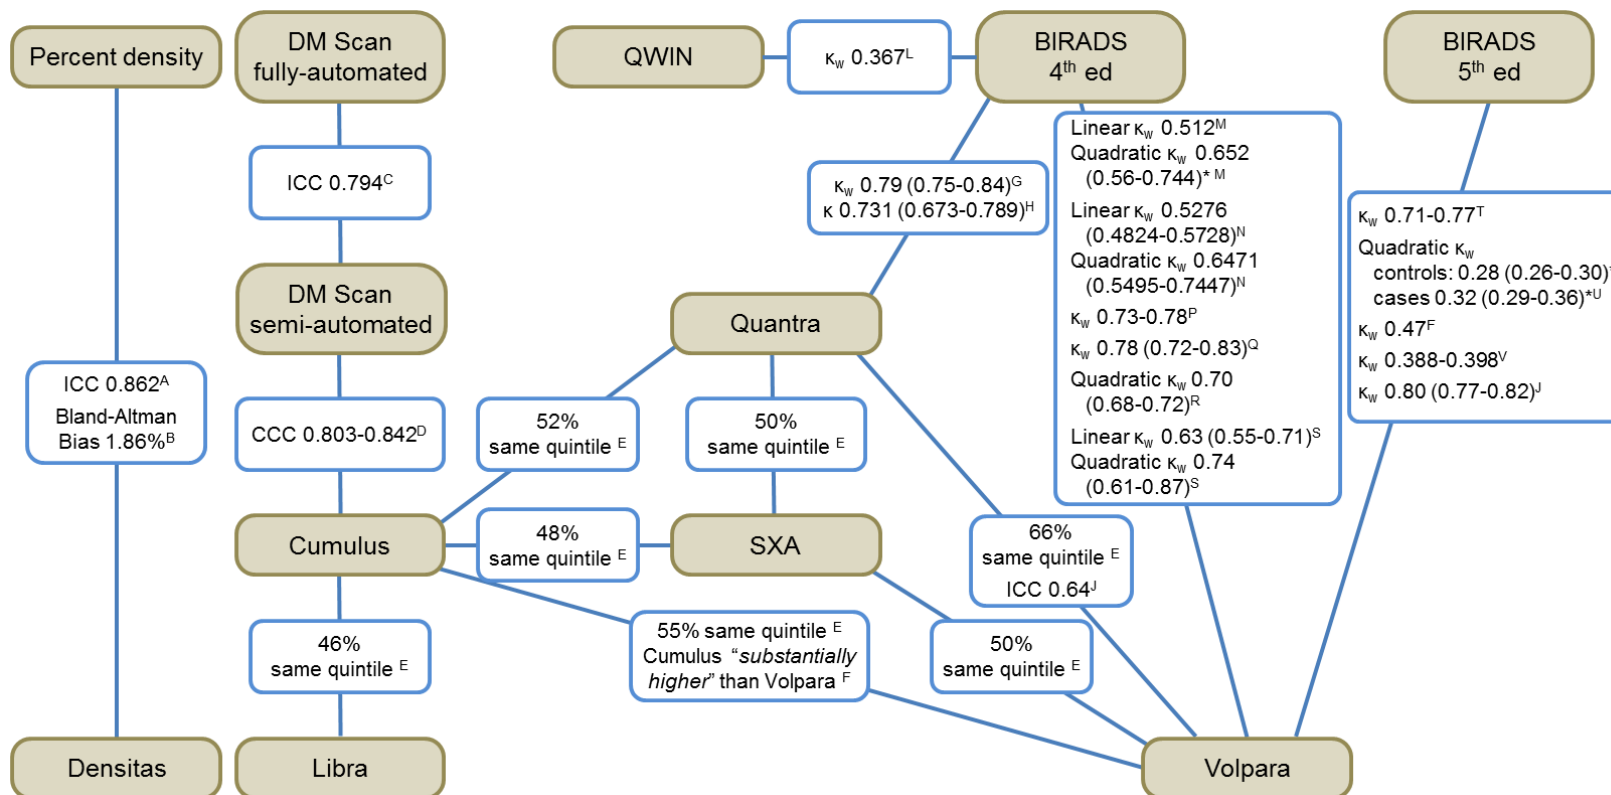 Percent density
DM Scan
fully-automated
QWIN
κw 0.367L
BIRADS
4th ed
BIRADS
5th ed
ICC 0.794C
κw 0.79 (0.75-0.84)G
κ 0.731 (0.673-0.789)H
Linear κw 0.512M
Quadratic κw 0.652
(0.56-0.744)* M
Linear κw 0.5276
(0.4824-0.5728)N
Quadratic κw 0.6471
(0.5495-0.7447)N
κw 0.73-0.78P
κw 0.78 (0.72-0.83)Q
Quadratic κw 0.70
(0.68-0.72)R
Linear κw 0.63 (0.55-0.71)S
Quadratic κw 0.74
(0.61-0.87)S
κw 0.71-0.77T
Quadratic κw
controls: 0.28 (0.26-0.30)
cases 0.32 (0.29-0.36)*U
κw 0.47F
κw 0.388-0.398V
κw 0.80 (0.77-0.82)J
DM Scan
semi-automated
Quantra
ICC 0.862A
Bland-Altman
Bias 1.86%B
CCC 0.803-0.842D
52%
same quintile E
50%
same quintile E
Cumulus
48%
same quintile E
SXA
66%
same quintile E
ICC 0.64J
46%
same quintile E
55% same quintile E
Cumulus “substantially
higher” than Volpara F
50%
same quintile E
Densitas
Libra
Volpara